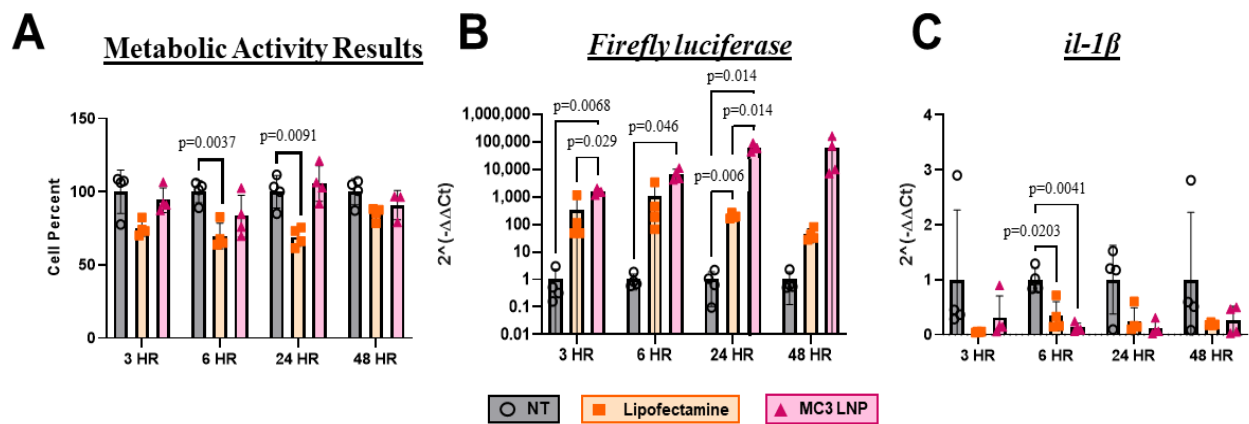 A
Metabolic Activity Results
Cell Percent
150
100
50
0
p=0.0037
p=0.0091
3 HR
6 HR
24 HR
48 HR
B
Firefly luciferase
2^(-ΔΔCt)
1,000,000
100,000
10,000
1,000
100
10
1
0.1
0.01
p=0.0068
p=0.029
p=0.046
p=0.014
p=0.014
p=0.006
3 HR
6 HR
24 HR
48 HR
C
il-1β
2^(-ΔΔCt)
4
3
2
1
0
p=0.0041
p=0.0203
3 HR
6 HR
24 HR
48 HR
NT
Lipofectamine
MC3 LNP